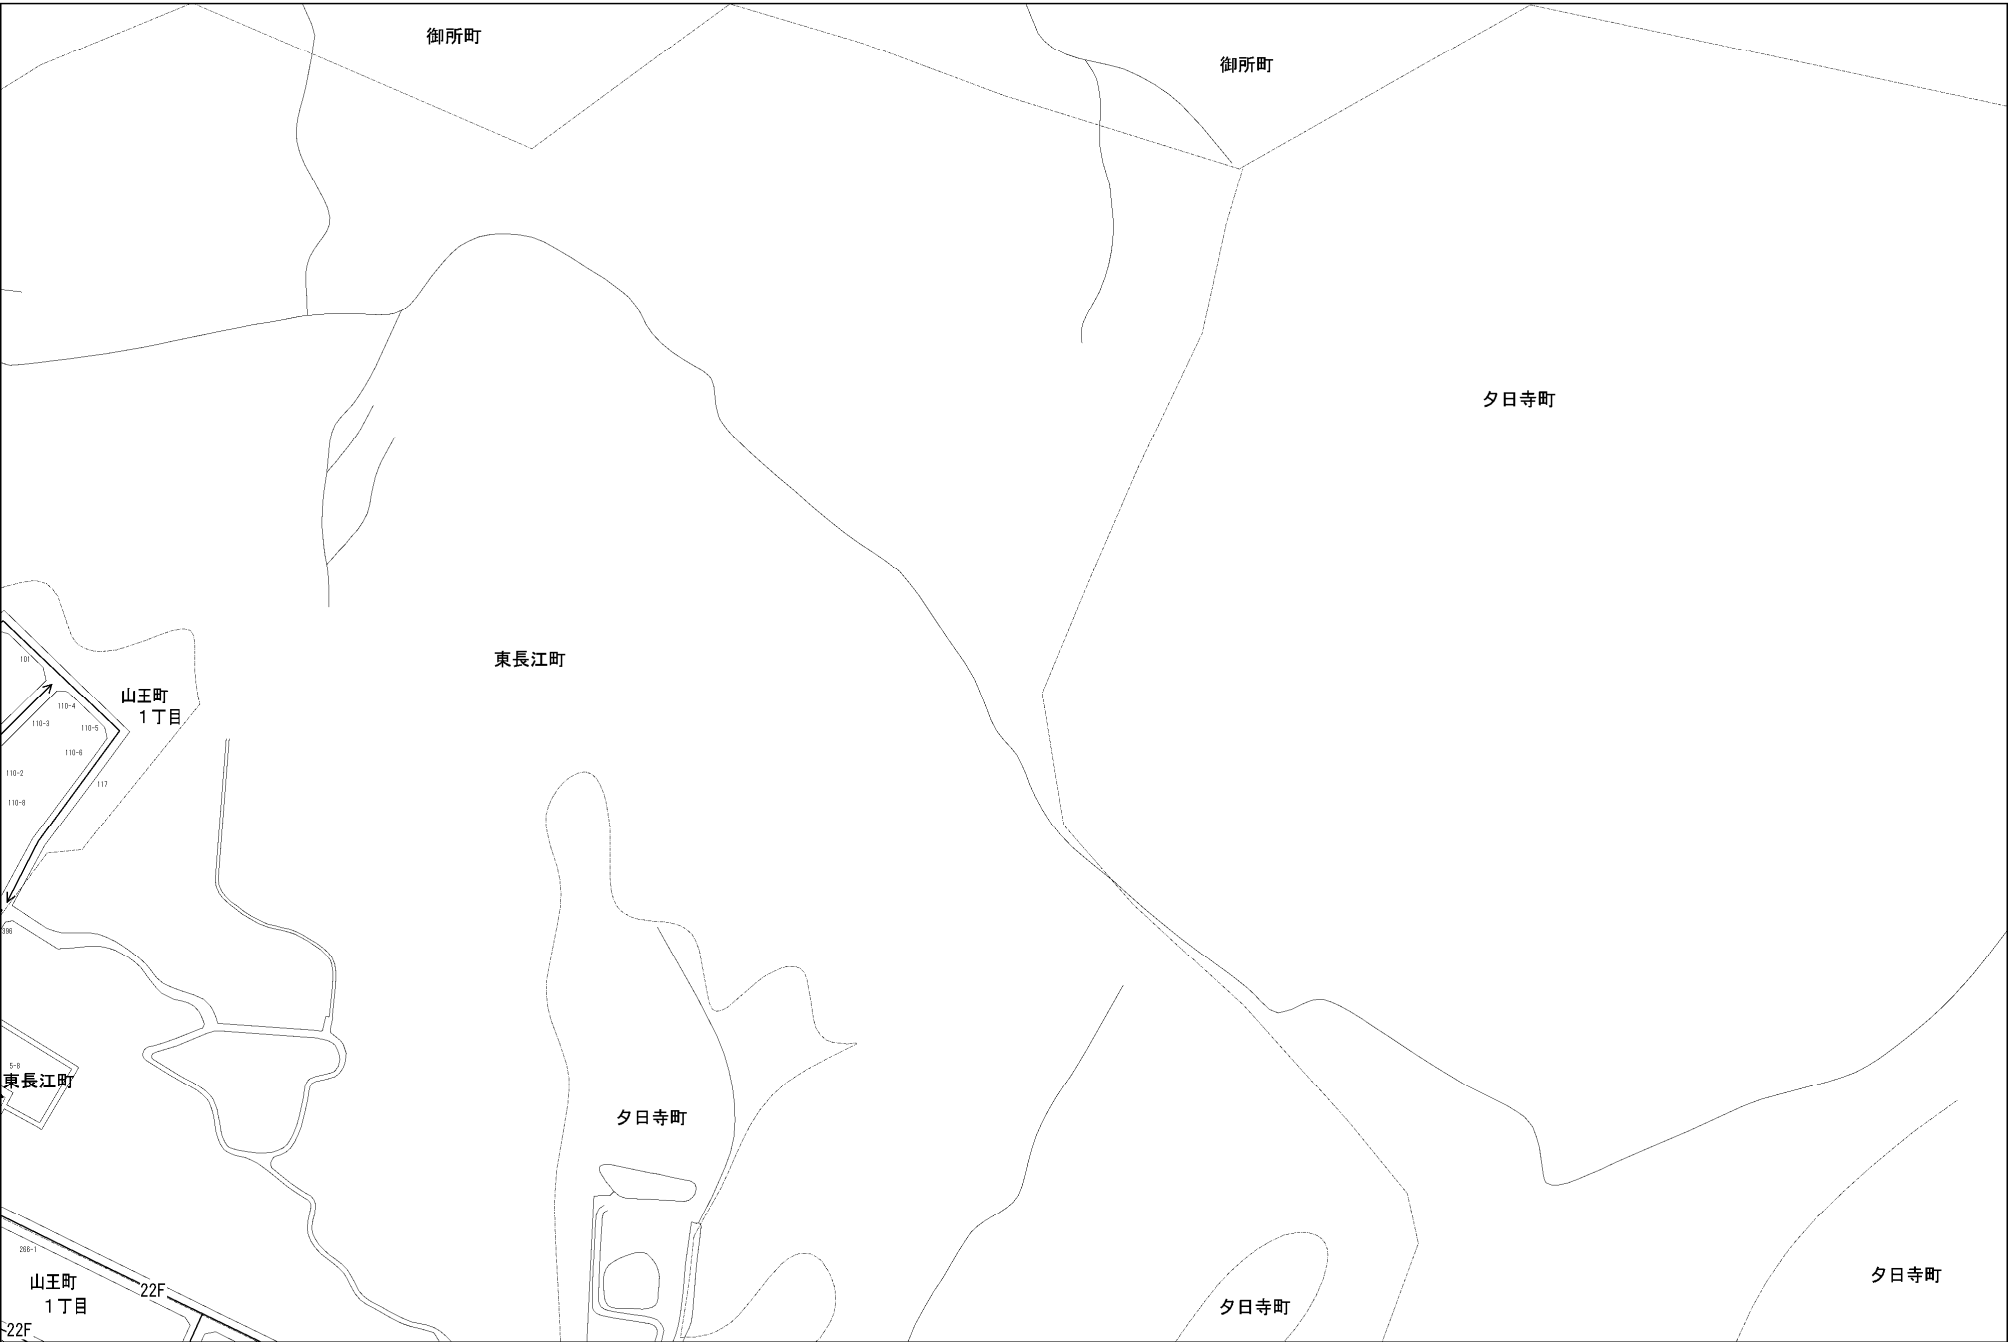 御所町
御所町
夕日寺町
東長江町
101
山王町
1丁目
110-4
110-3
110-5
110-6
110-2
117
110-8
396
5-8
東長江町
夕日寺町
266-1
山王町
1丁目
22F
22F
夕日寺町
夕日寺町